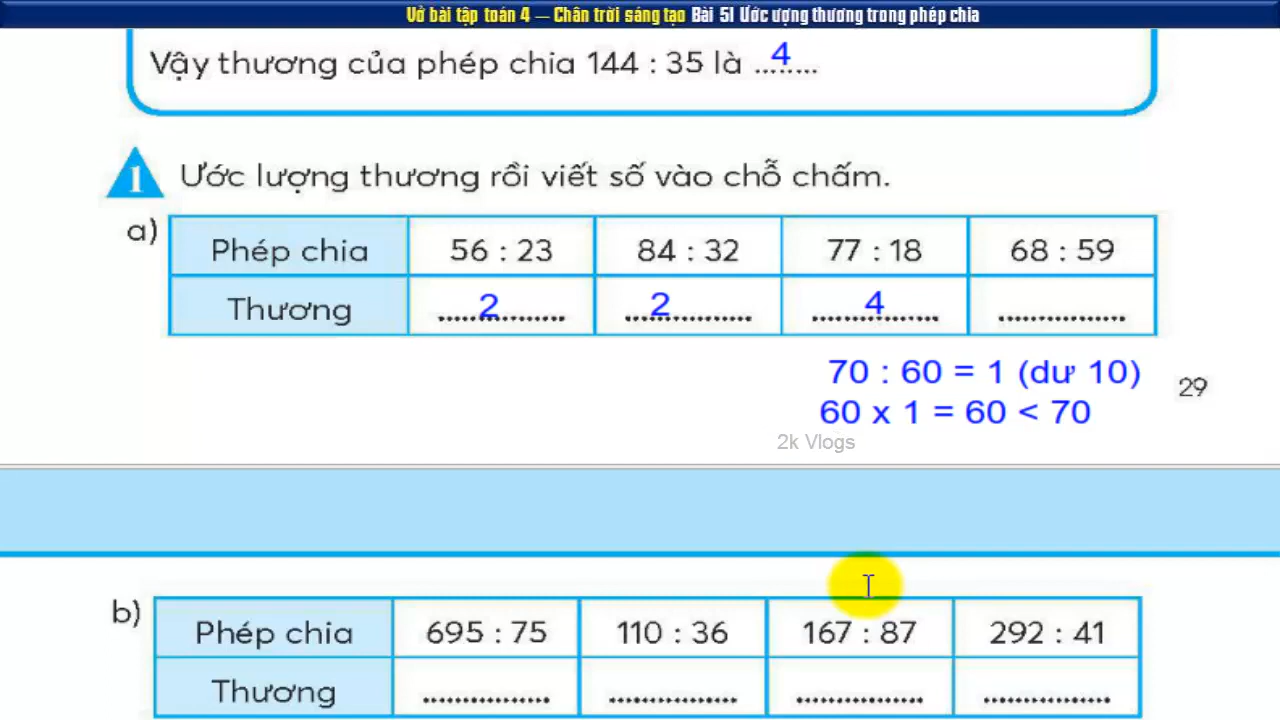 Vở bài tập toán 4 – Chân trời sáng tạo Bài 51 Ước ượng thương trong phép chia
Vậy thương của phép chia 144 : 35 là ...4.....
1 Ước lượng thương rồi viết số vào chỗ chấm.
a) Phép chia 56 : 23 84 : 32 77 : 18 68 : 59
Thương ......2.......... ....2............ ........4........ ................
70 : 60 = 1 (dư 10)
29
60 x 1 = 60 < 70
2k Vlogs
b) Phép chia 695 : 75 110 : 36 167 : 87 292 : 41
Thương ................ ................ ................ ................